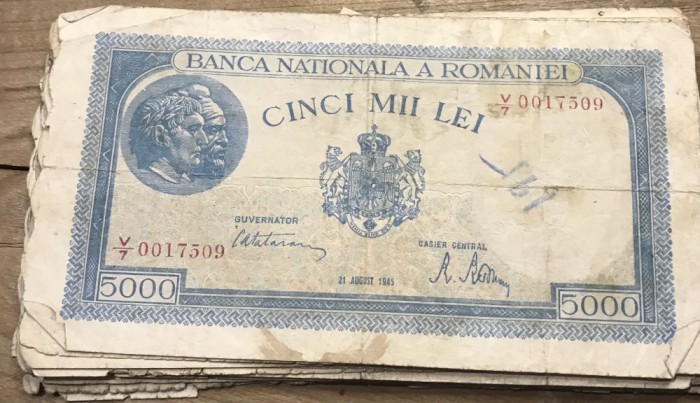 BANCA NATIONALA A ROMANIEI
CINCI MII LEI
V/7 0017509
GUVERNATOR
CASIER CENTRAL
V/7 0017509
21 AUGUST 1945
5000
5000